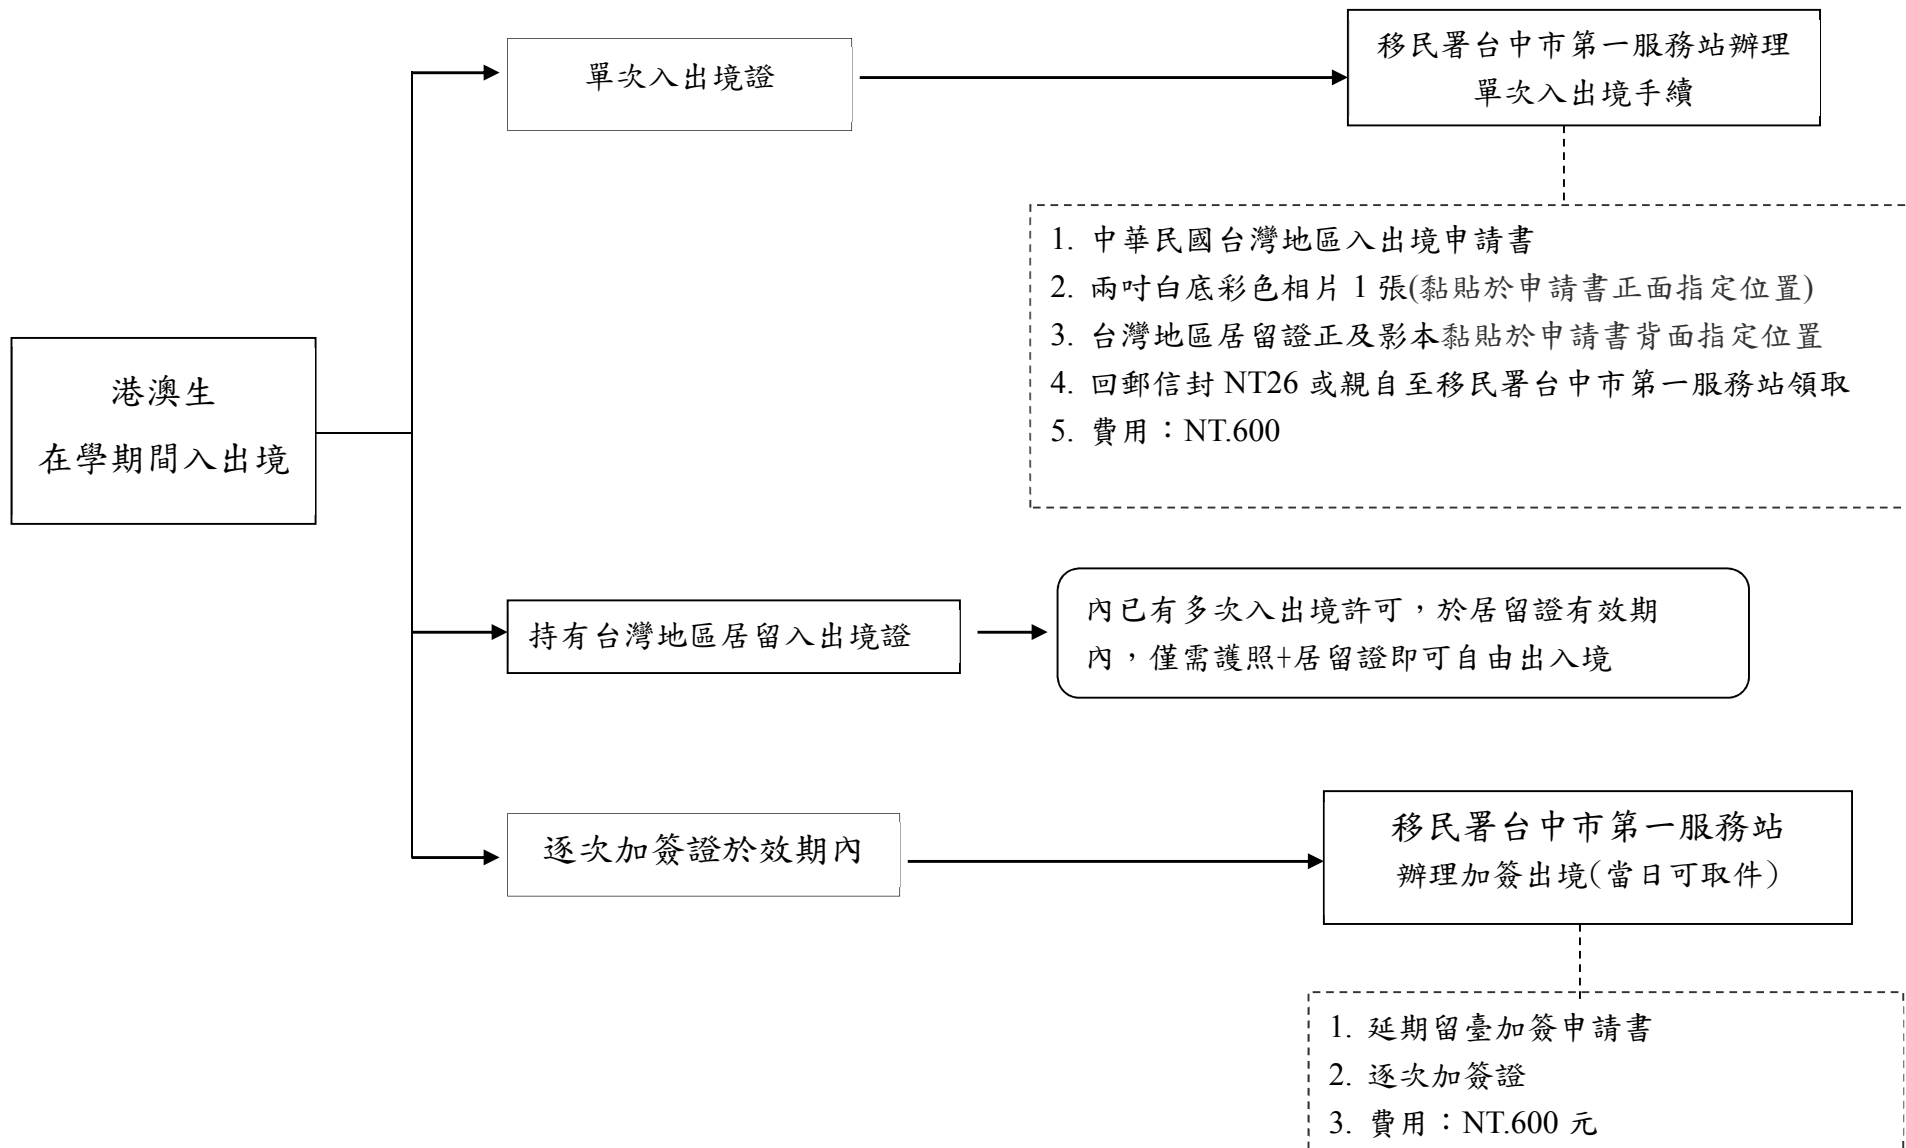 單次入出境證
移民署台中市第一服務站辦理
單次入出境手續
1. 中華民國台灣地區入出境申請書
2. 兩吋白底彩色相片 1 張(黏貼於申請書正面指定位置)
3. 台灣地區居留證正及影本黏貼於申請書背面指定位置
4. 回郵信封 NT26 或親自至移民署台中市第一服務站領取
5. 費用：NT.600
港澳生
在學期間入出境
持有台灣地區居留入出境證
內已有多次入出境許可，於居留證有效期
內，僅需護照+居留證即可自由出入境
逐次加簽證於效期內
移民署台中市第一服務站
辦理加簽出境(當日可取件)
1. 延期留臺加簽申請書
2. 逐次加簽證
3. 費用：NT.600 元